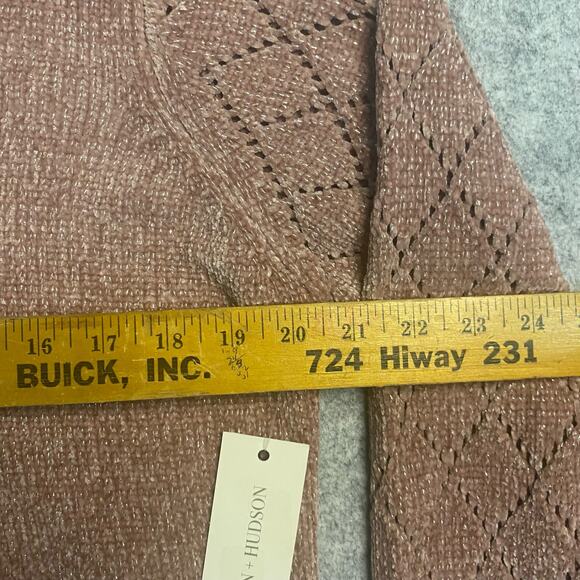 16 17 18 19 20 21 22 23 24
BUICK, INC. 724 Hiway 231
N + HUDSON